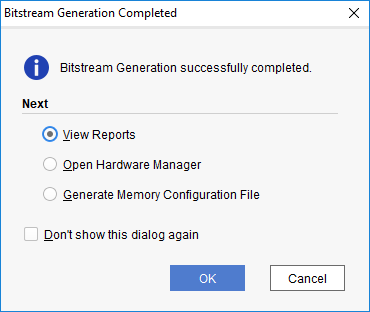 Bitstream Generation Completed
Bitstream Generation successfully completed.
Next
View Reports
Open Hardware Manager
Generate Memory Configuration File
Don't show this dialog again
OK
Cancel